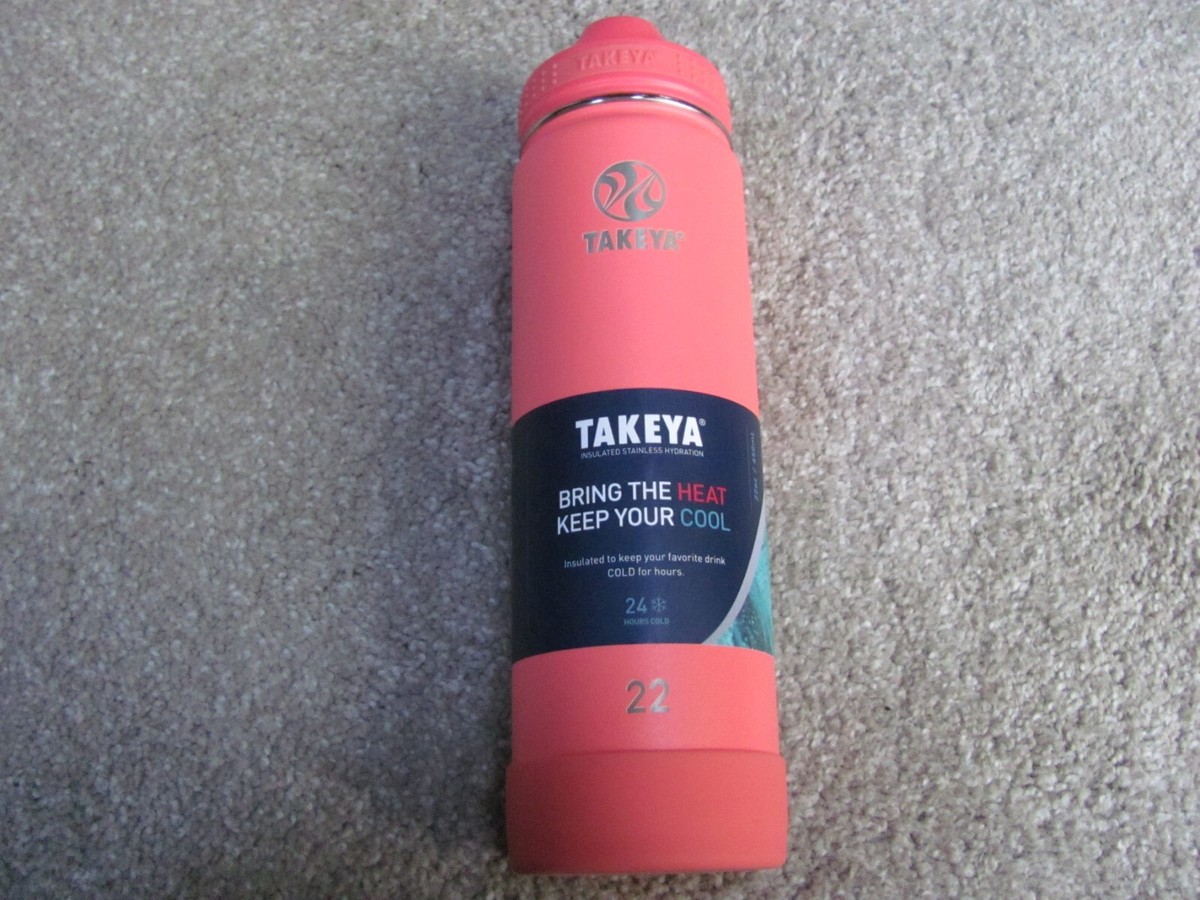 TAKEYA
TAKEYA
TAKEYA®
INSULATED STAINLESS HYDRATION
BRING THE HEAT
KEEP YOUR COOL
Insulated to keep your favorite drink
COLD for hours.
24
HOURS COLD
22